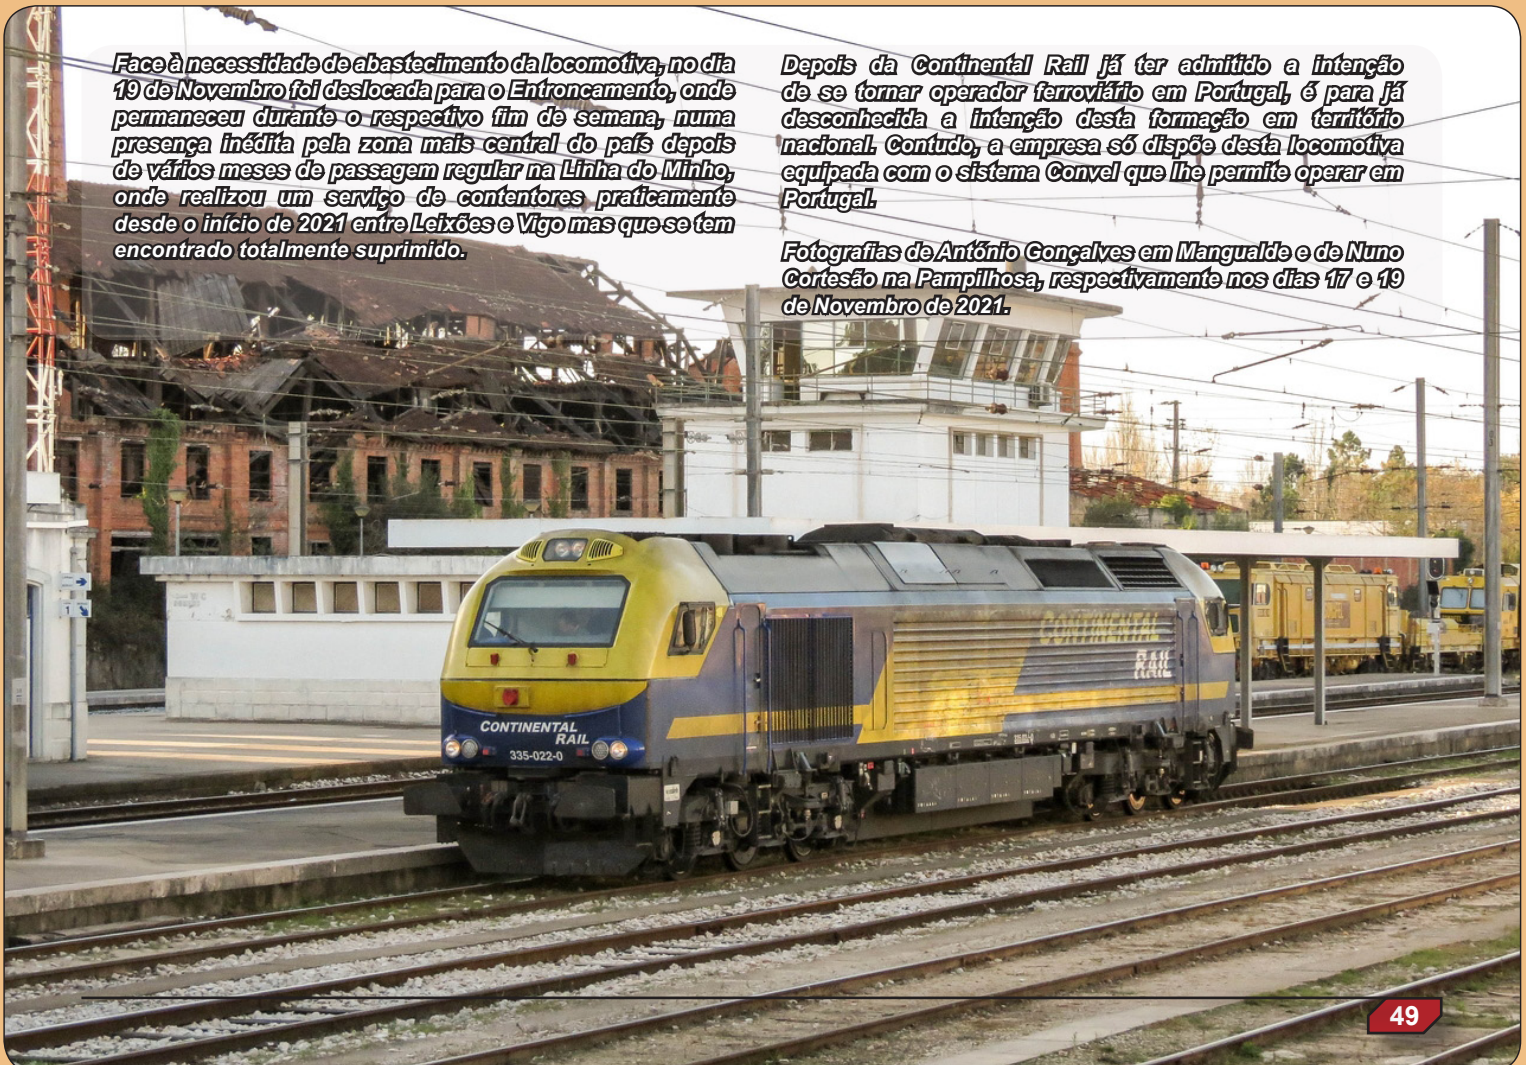 Face à necessidade de abastecimento da locomotiva, no dia
19 de Novembro foi deslocada para o Entroncamento, onde
permaneceu durante o respectivo fim de semana, numa
presença inédita pela zona mais central do país depois
de vários meses de passagem regular na Linha do Minho,
onde realizou um serviço de contentores praticamente
desde o início de 2021 entre Leixões e Vigo mas que se tem
encontrado totalmente suprimido.
Depois da Continental Rail já ter admitido a intenção
de se tornar operador ferroviário em Portugal, é para já
desconhecida a intenção desta formação em território
nacional. Contudo, a empresa só dispõe desta locomotiva
equipada com o sistema Convel que lhe permite operar em
Portugal.
Fotografias de António Gonçalves em Mangualde e de Nuno
Cortesão na Pampilhosa, respectivamente nos dias 17 e 19
de Novembro de 2021.
CONTINENTAL
RAIL
CONTINENTAL
RAIL
335-022-0
1
49